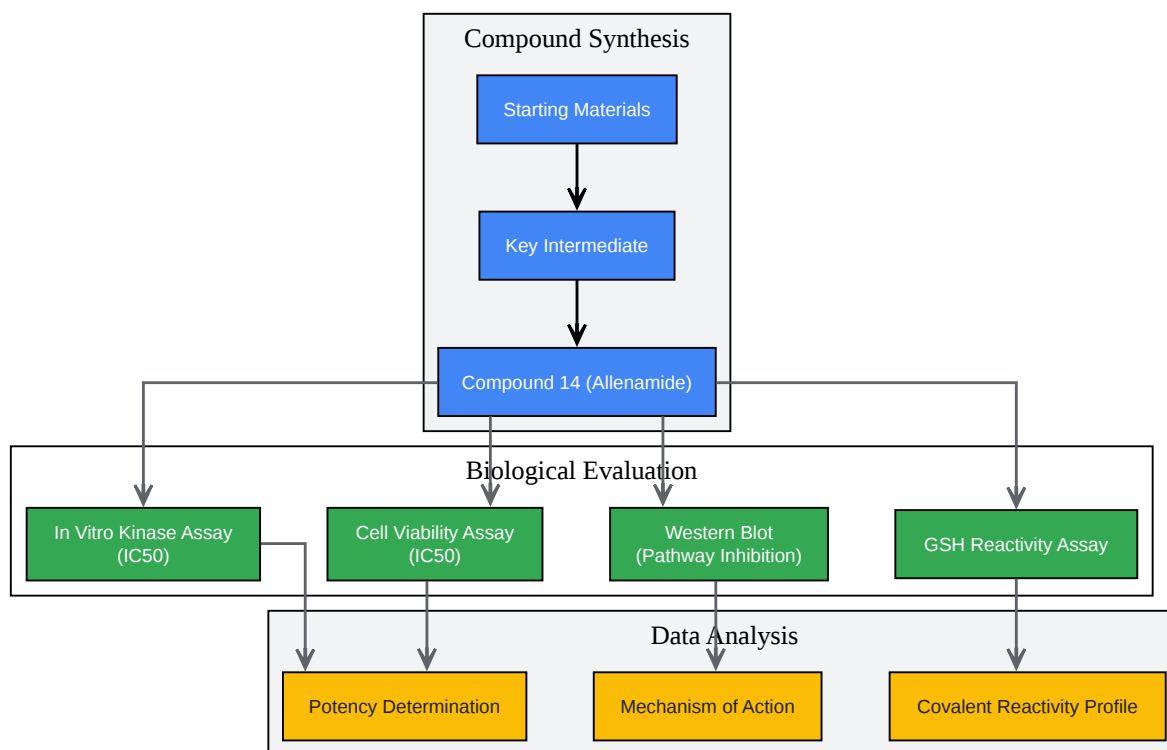 Compound Synthesis
Starting Materials
Key Intermediate
Compound 14 (Allenamide)
Biological Evaluation
In Vitro Kinase Assay
(IC50)
Cell Viability Assay
(IC50)
Western Blot
(Pathway Inhibition)
GSH Reactivity Assay
Data Analysis
Potency Determination
Mechanism of Action
Covalent Reactivity Profile